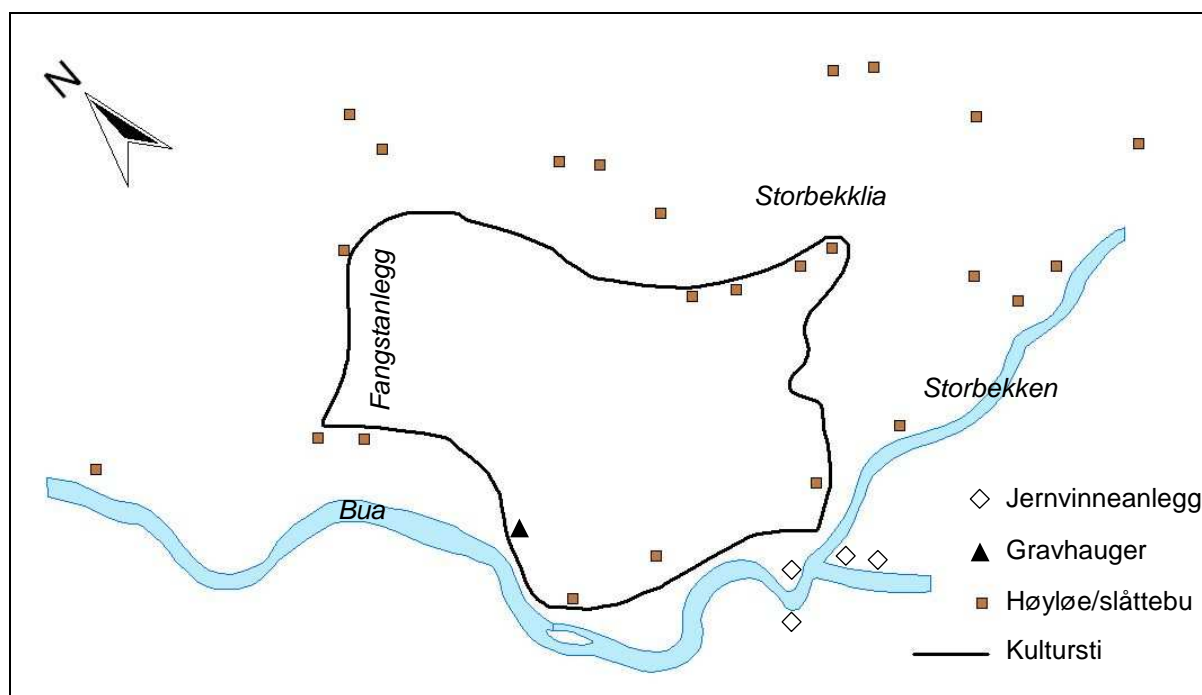 N
Storbekklia
Fangstanlegg
Storbekken
Bua
Jernvinneanlegg
Gravhauger
Høyløe/slåttebu
Kultursti